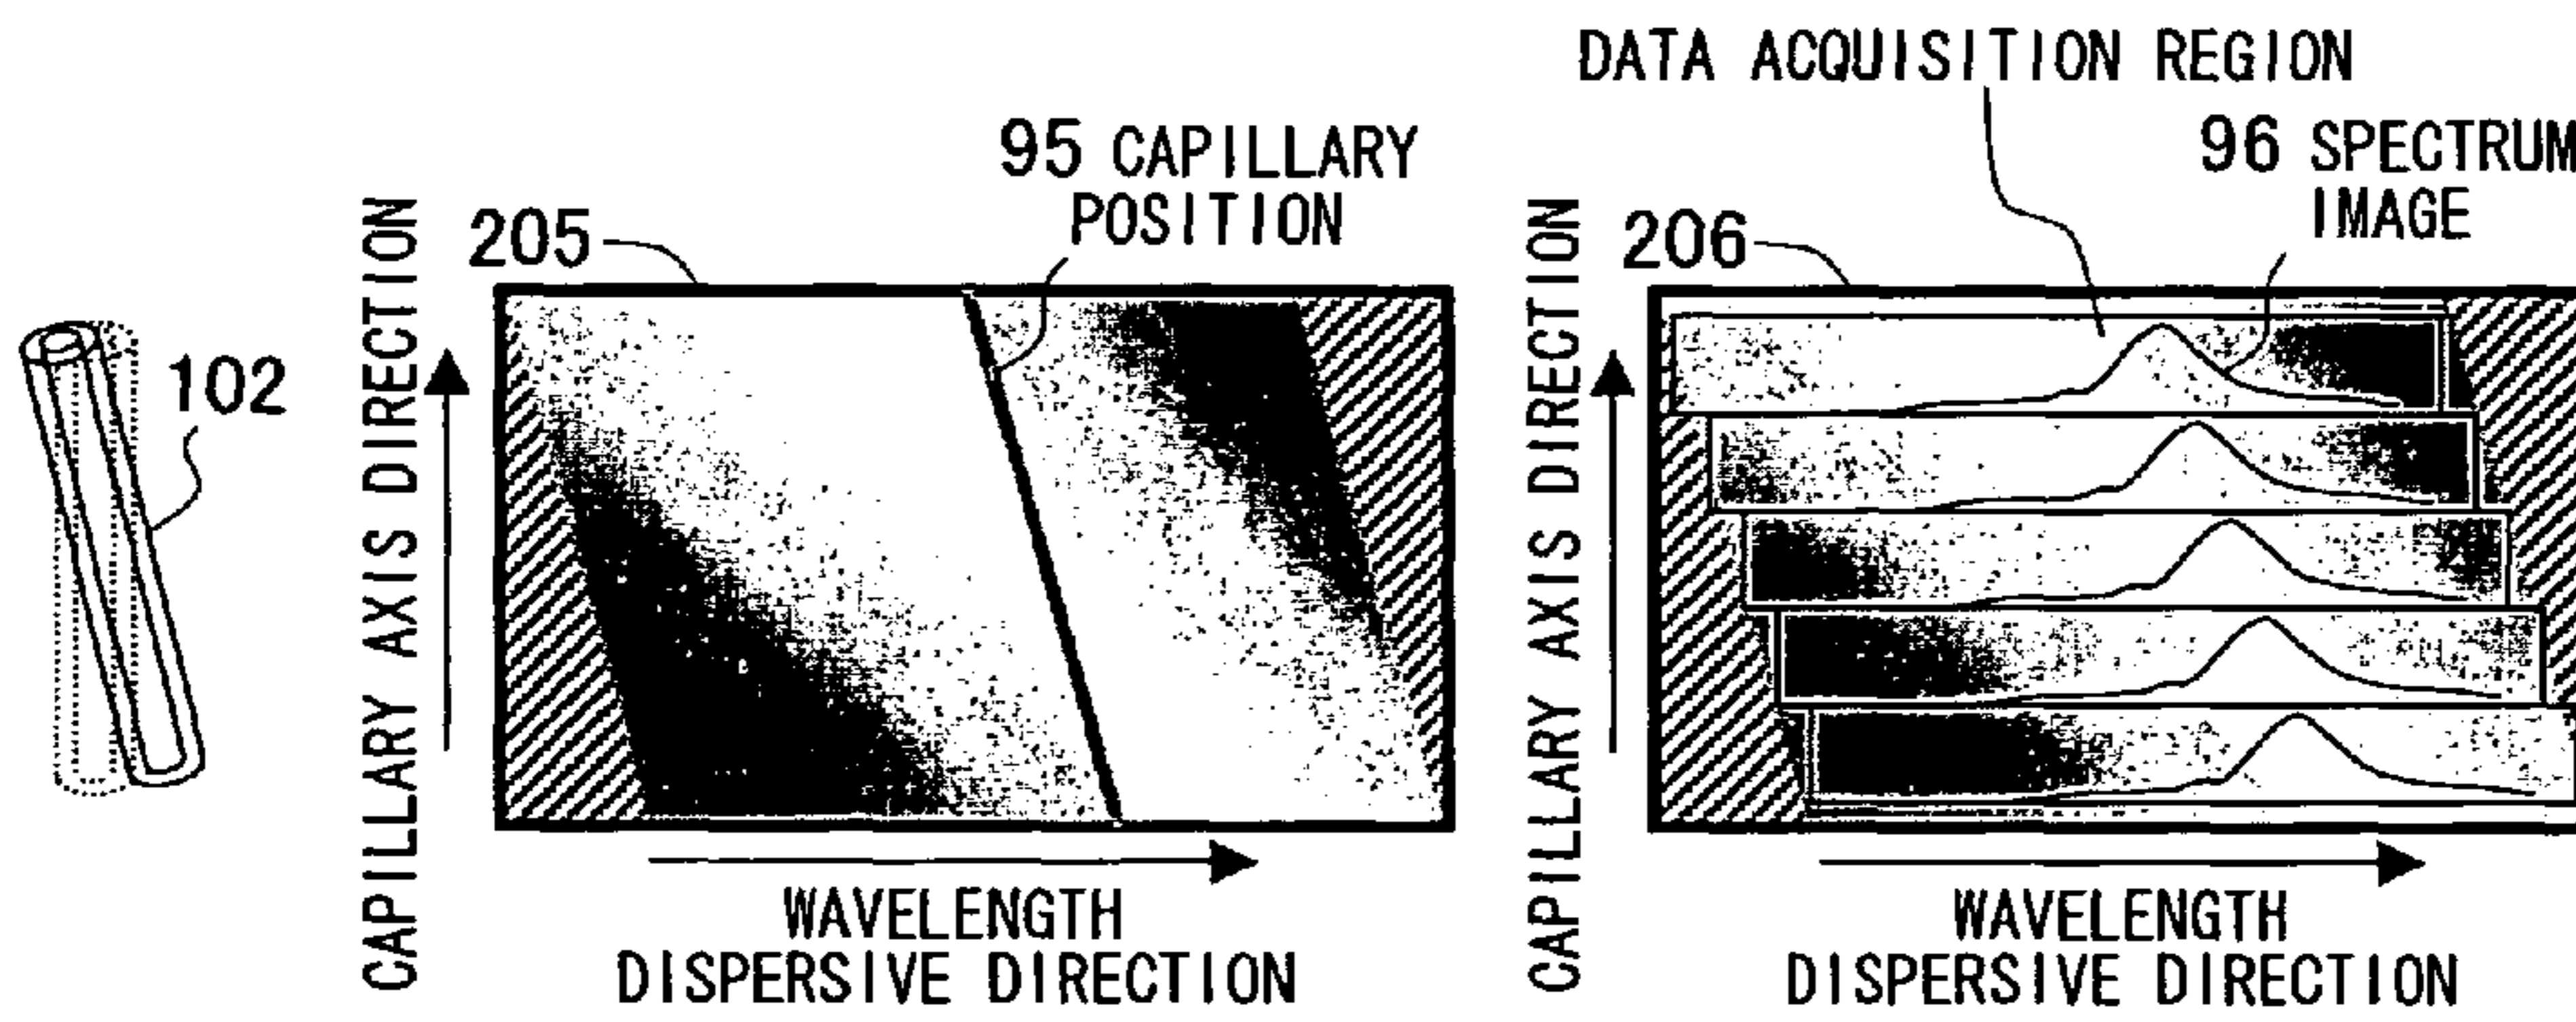 DATA ACQUISITION REGION
95 CAPILLARY
POSITION
96 SPECTRUM
IMAGE
205
206
102
CAPILLARY AXIS DIRECTION
CAPILLARY AXIS DIRECTION
WAVELENGTH
DISPERSIVE DIRECTION
WAVELENGTH
DISPERSIVE DIRECTION